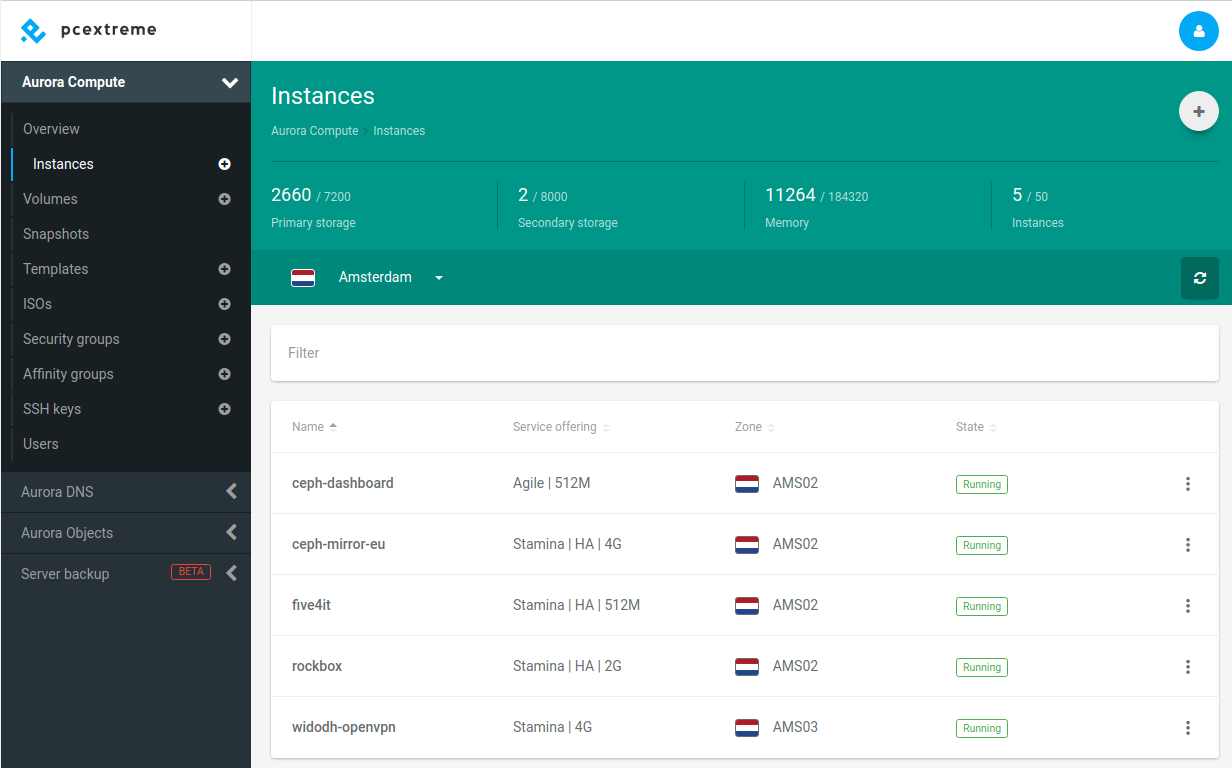 pcextreme
Aurora Compute
Overview
Instances
Volumes
Snapshots
Templates
ISOs
Security groups
Affinity groups
SSH keys
Users
Aurora DNS
Aurora Objects
Server backup BETA
Instances
Aurora Compute Instances
2660 / 7200 2 / 8000 11264 / 184320 5 / 50
Primary storage Secondary storage Memory Instances
Amsterdam
Filter
Name Service offering Zone State
ceph-dashboard Agile | 512M AMS02 Running
ceph-mirror-eu Stamina | HA | 4G AMS02 Running
five4it Stamina | HA | 512M AMS02 Running
rockbox Stamina | HA | 2G AMS02 Running
widodh-openvpn Stamina | 4G AMS03 Running